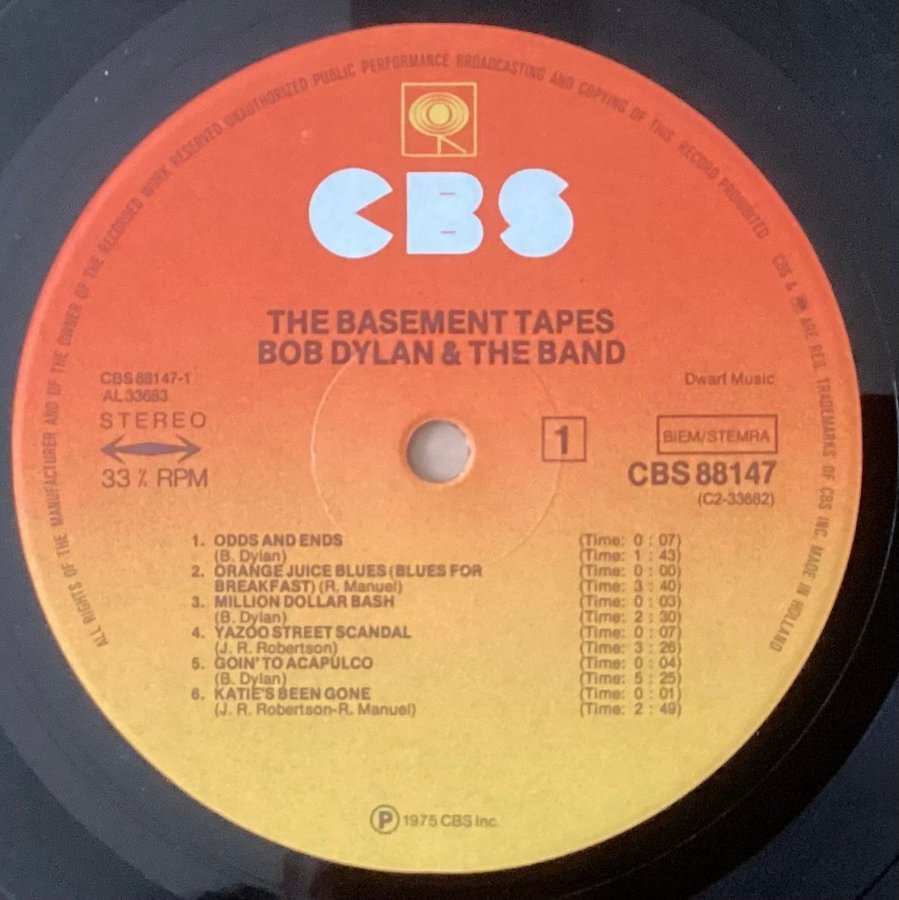 ALL RIGHTS OF THE MANUFACTURER AND OF THE OWNER OF THE RECORDED WORK RESERVED UNAUTHORIZED PUBLIC PERFORMANCE BROADCASTING AND COPYING OF THIS RECORD PROHIBITED
CBS & ARE REG. TRADEMARKS OF CBS INC. MADE IN HOLLAND
CBS
THE BASEMENT TAPES
BOB DYLAN & THE BAND
CBS 88147-1
AL 33683
STEREO
33⅓ RPM
1
Dwarf Music
BIEM/STEMRA
CBS 88147
(C2-33682)
1. ODDS AND ENDS (Time: 0 : 07)
(B. Dylan) (Time: 1 : 43)
2. ORANGE JUICE BLUES (BLUES FOR (Time: 0 : 00)
BREAKFAST) (R. Manuel) (Time: 3 : 40)
3. MILLION DOLLAR BASH (Time: 0 : 03)
(B. Dylan) (Time: 2 : 30)
4. YAZOO STREET SCANDAL (Time: 0 : 07)
(J. R. Robertson) (Time: 3 : 26)
5. GOIN' TO ACAPULCO (Time: 0 : 04)
(B. Dylan) (Time: 5 : 25)
6. KATIE'S BEEN GONE (Time: 0 : 01)
(J. R. Robertson-R. Manuel) (Time: 2 : 49)
Ⓟ 1975 CBS Inc.